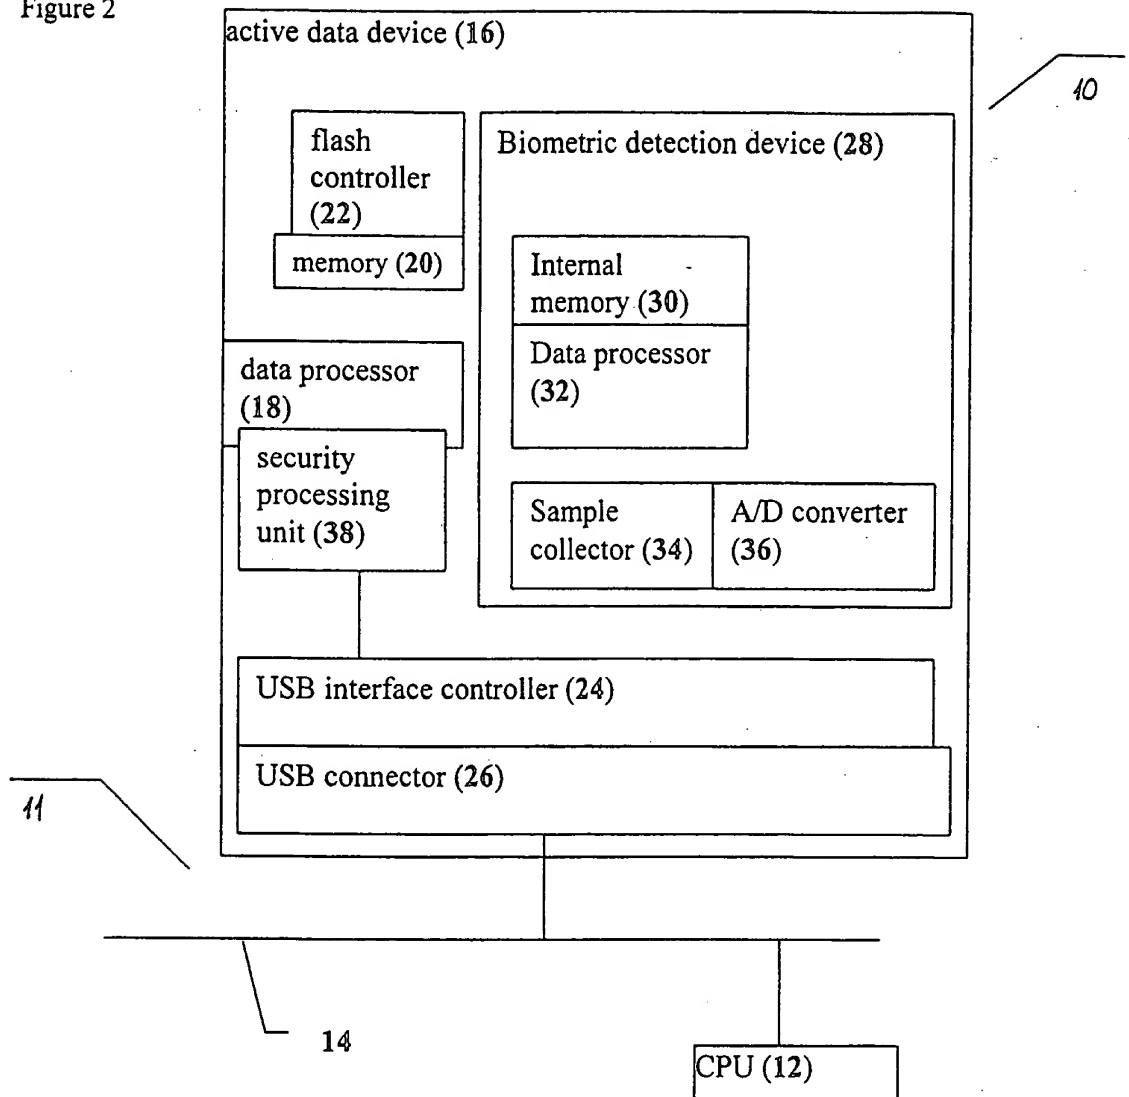 Figure 2
active data device (16)
10
flash
controller
(22)
memory (20)
Biometric detection device (28)
Internal
memory (30)
Data processor
(32)
data processor
(18)
security
processing
unit (38)
Sample
collector (34)
A/D converter
(36)
USB interface controller (24)
USB connector (26)
11
14
CPU (12)